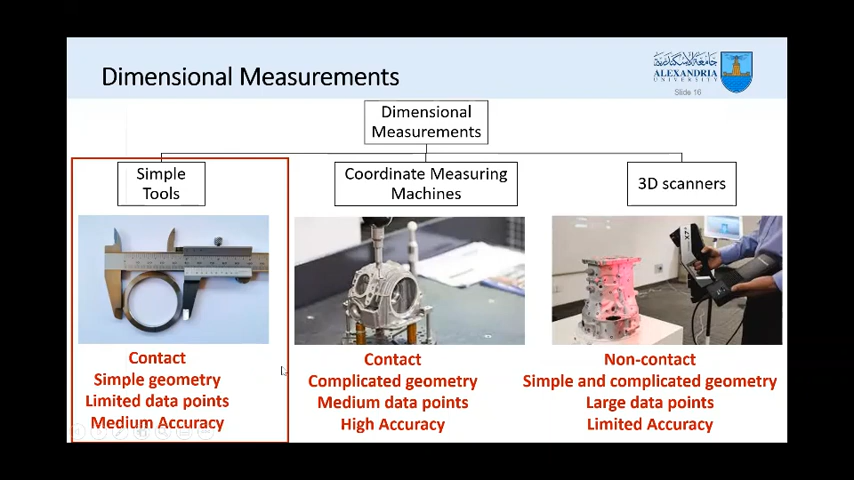 Dimensional Measurements
جامعة الإسكندرية
ALEXANDRIA
UNIVERSITY
Slide 16
Dimensional
Measurements
Simple
Tools
Coordinate Measuring
Machines
3D scanners
Contact
Simple geometry
Limited data points
Medium Accuracy
Contact
Complicated geometry
Medium data points
High Accuracy
Non-contact
Simple and complicated geometry
Large data points
Limited Accuracy